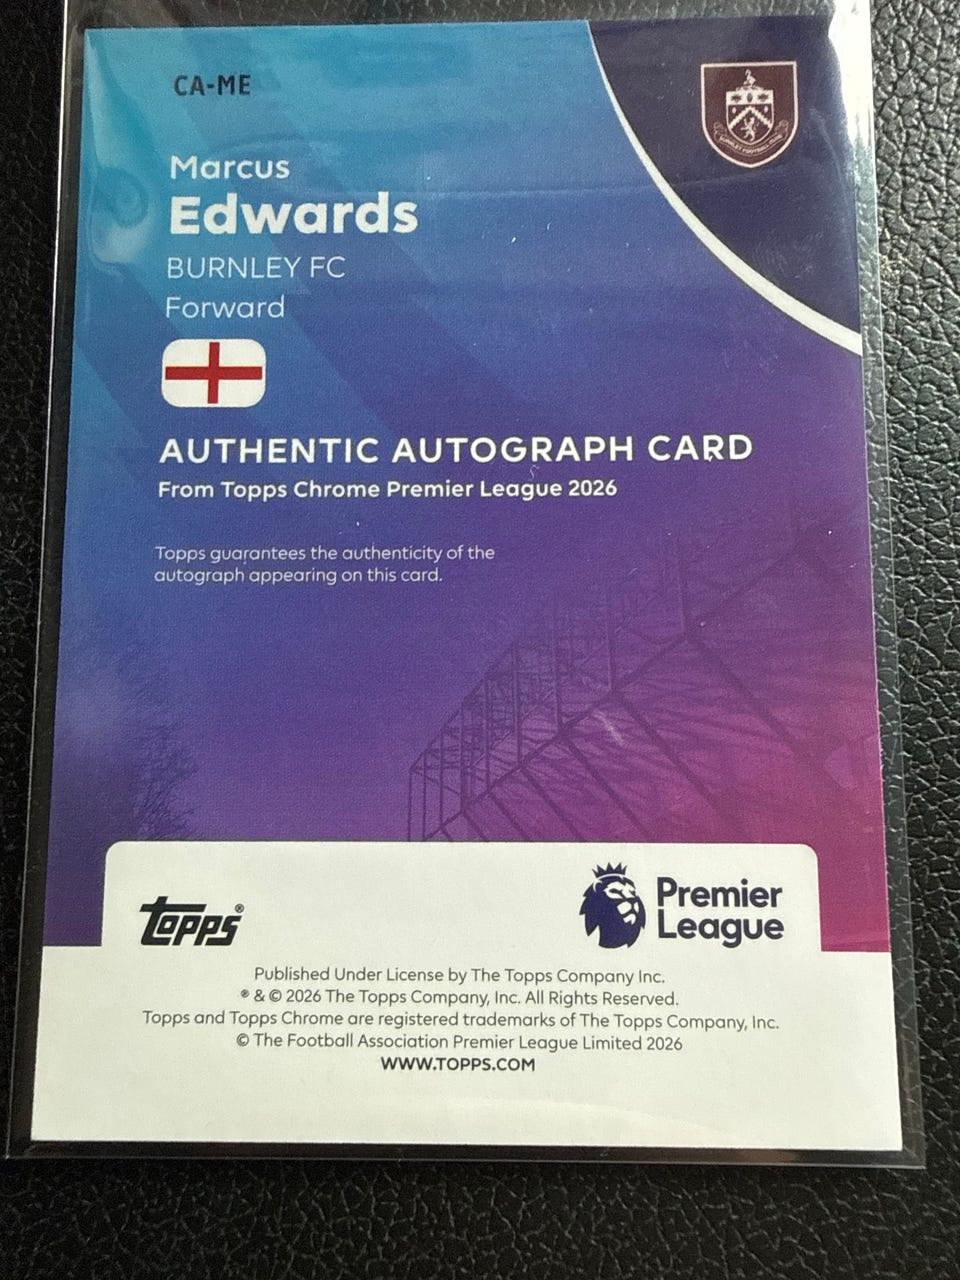 CA-ME
Marcus
Edwards
BURNLEY FC
Forward
AUTHENTIC AUTOGRAPH CARD
From Topps Chrome Premier League 2026
Topps guarantees the authenticity of the
autograph appearing on this card.
TOPPS®
Premier
League
Published Under License by The Topps Company Inc.
® & © 2026 The Topps Company, Inc. All Rights Reserved.
Topps and Topps Chrome are registered trademarks of The Topps Company, Inc.
© The Football Association Premier League Limited 2026
WWW.TOPPS.COM